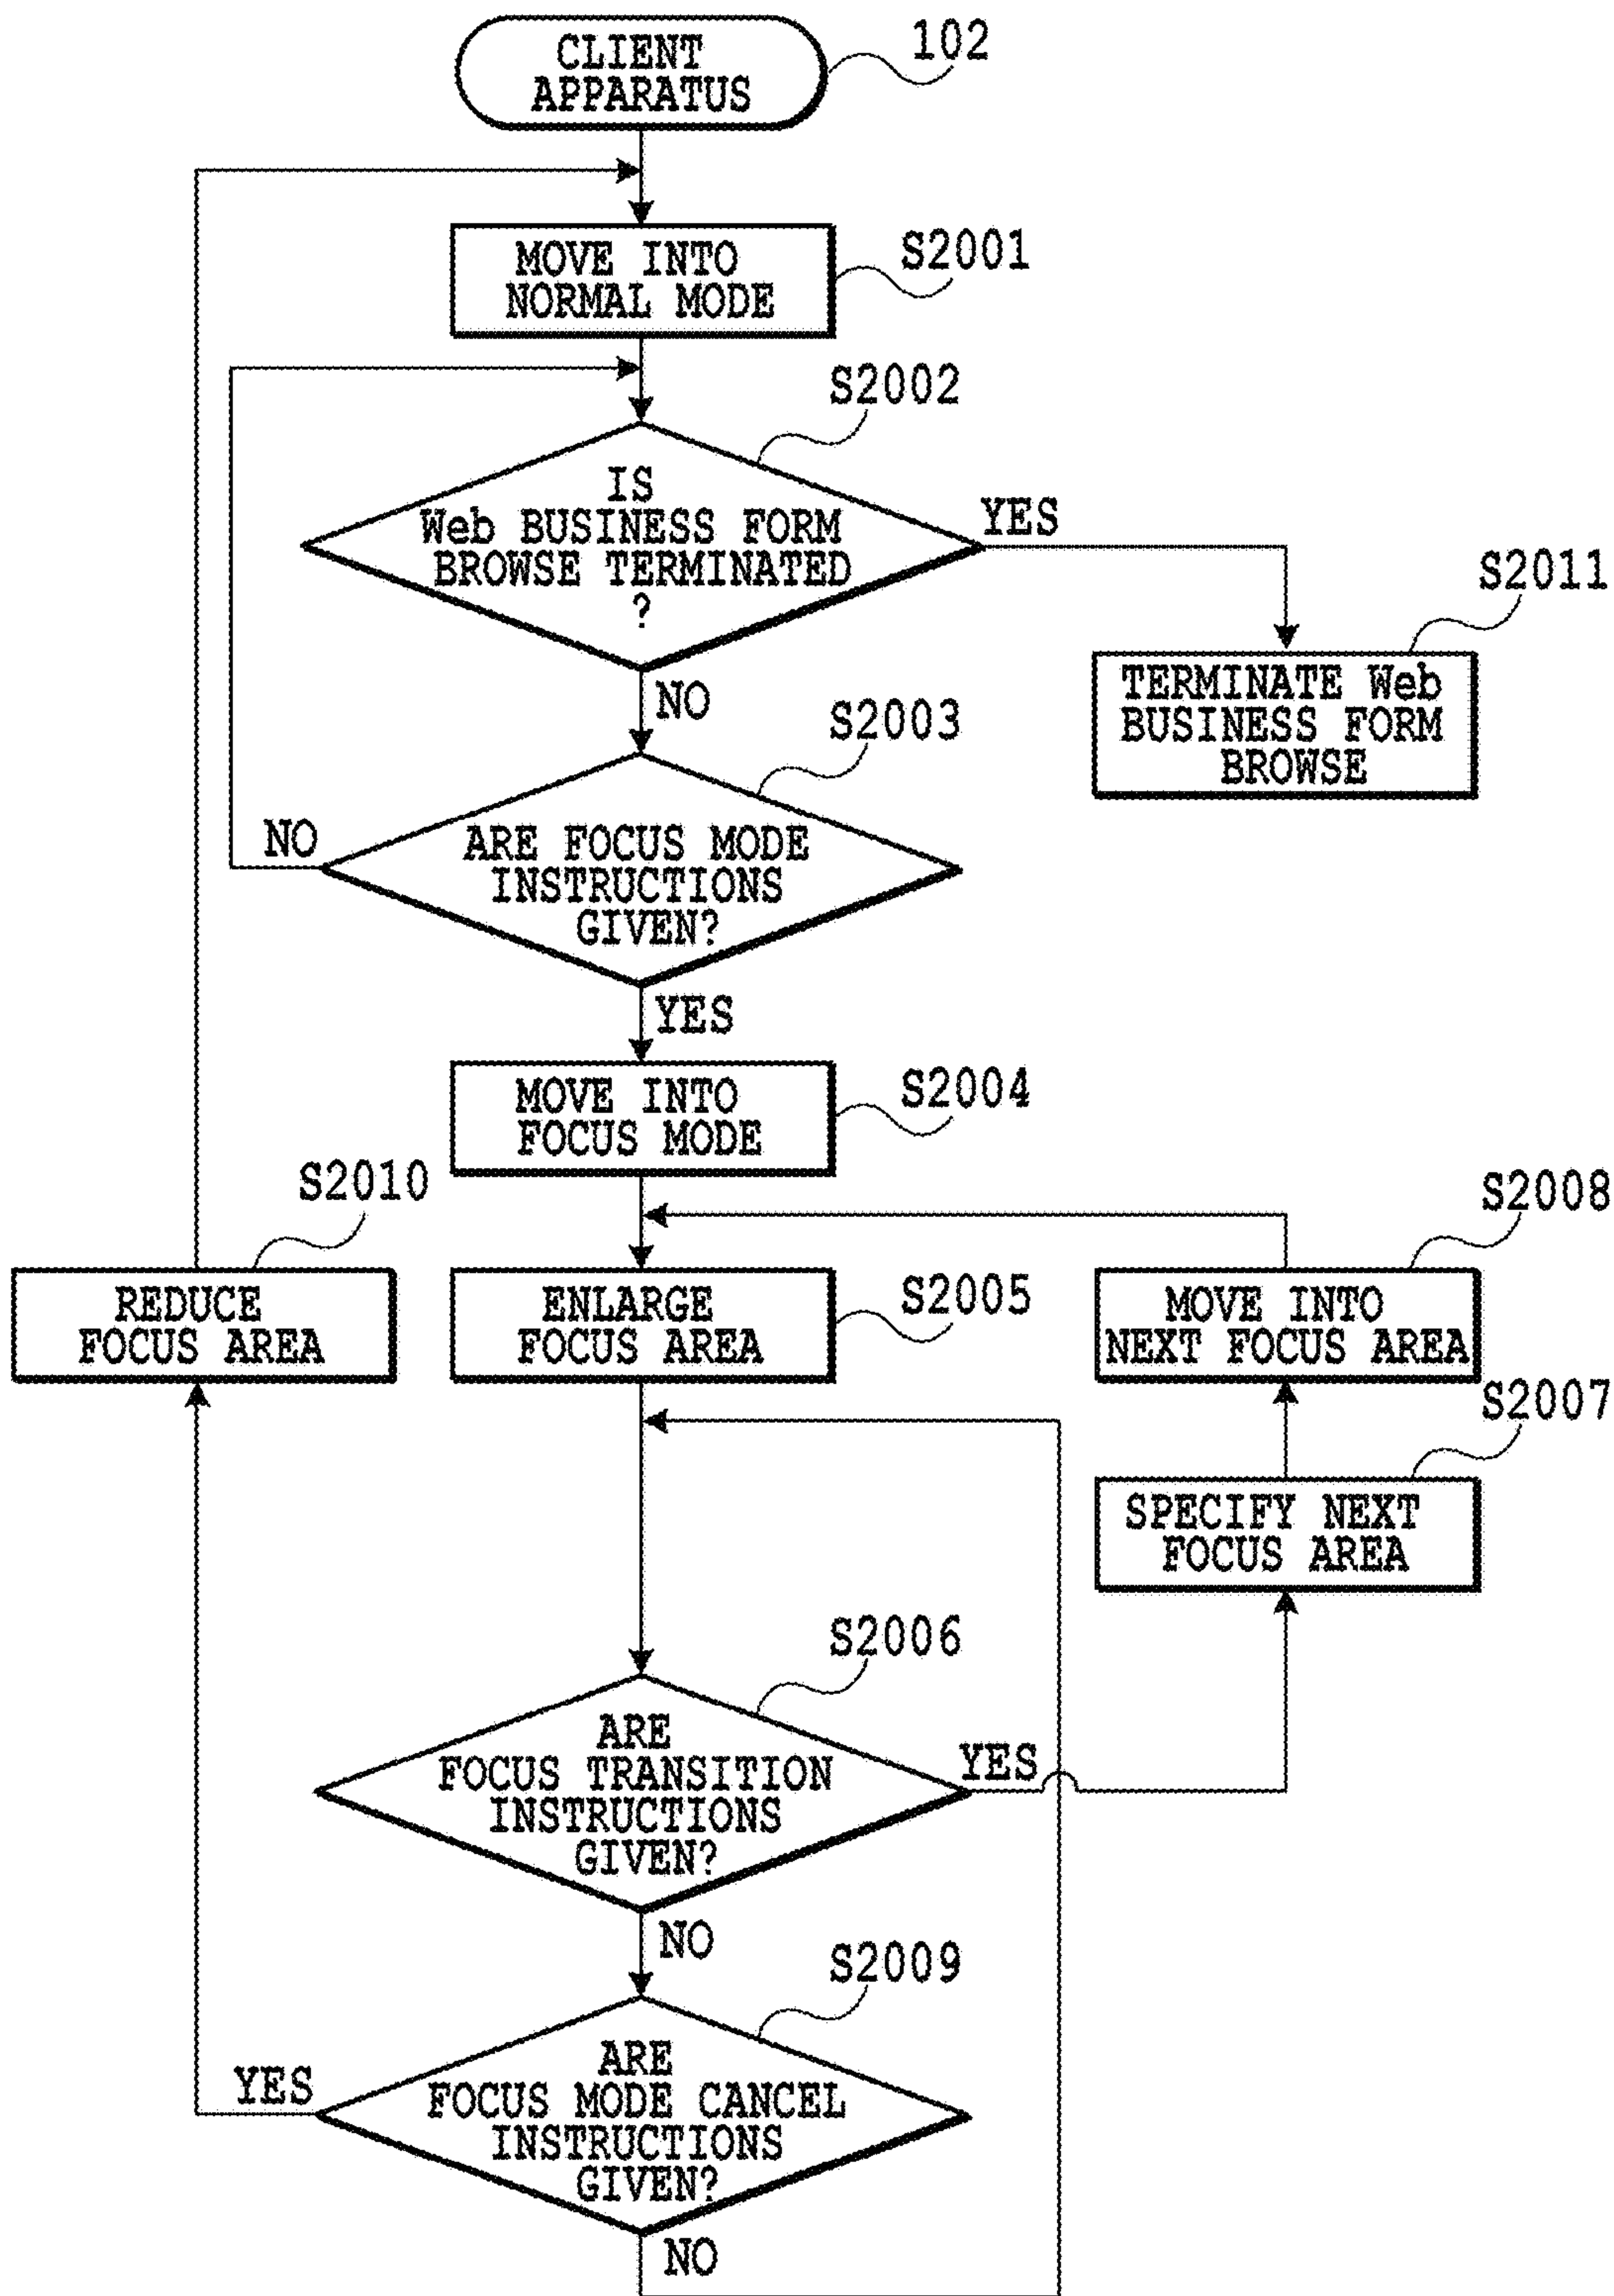 CLIENT
APPARATUS
102
MOVE INTO
NORMAL MODE
S2001
S2002
IS
Web BUSINESS FORM
BROWSE TERMINATED
?
YES
S2011
TERMINATE Web
BUSINESS FORM
BROWSE
NO
S2003
NO
ARE FOCUS MODE
INSTRUCTIONS
GIVEN?
YES
MOVE INTO
FOCUS MODE
S2004
S2010
REDUCE
FOCUS AREA
ENLARGE
FOCUS AREA
S2005
S2008
MOVE INTO
NEXT FOCUS AREA
S2007
SPECIFY NEXT
FOCUS AREA
S2006
ARE
FOCUS TRANSITION
INSTRUCTIONS
GIVEN?
YES
NO
S2009
YES
ARE
FOCUS MODE CANCEL
INSTRUCTIONS
GIVEN?
NO